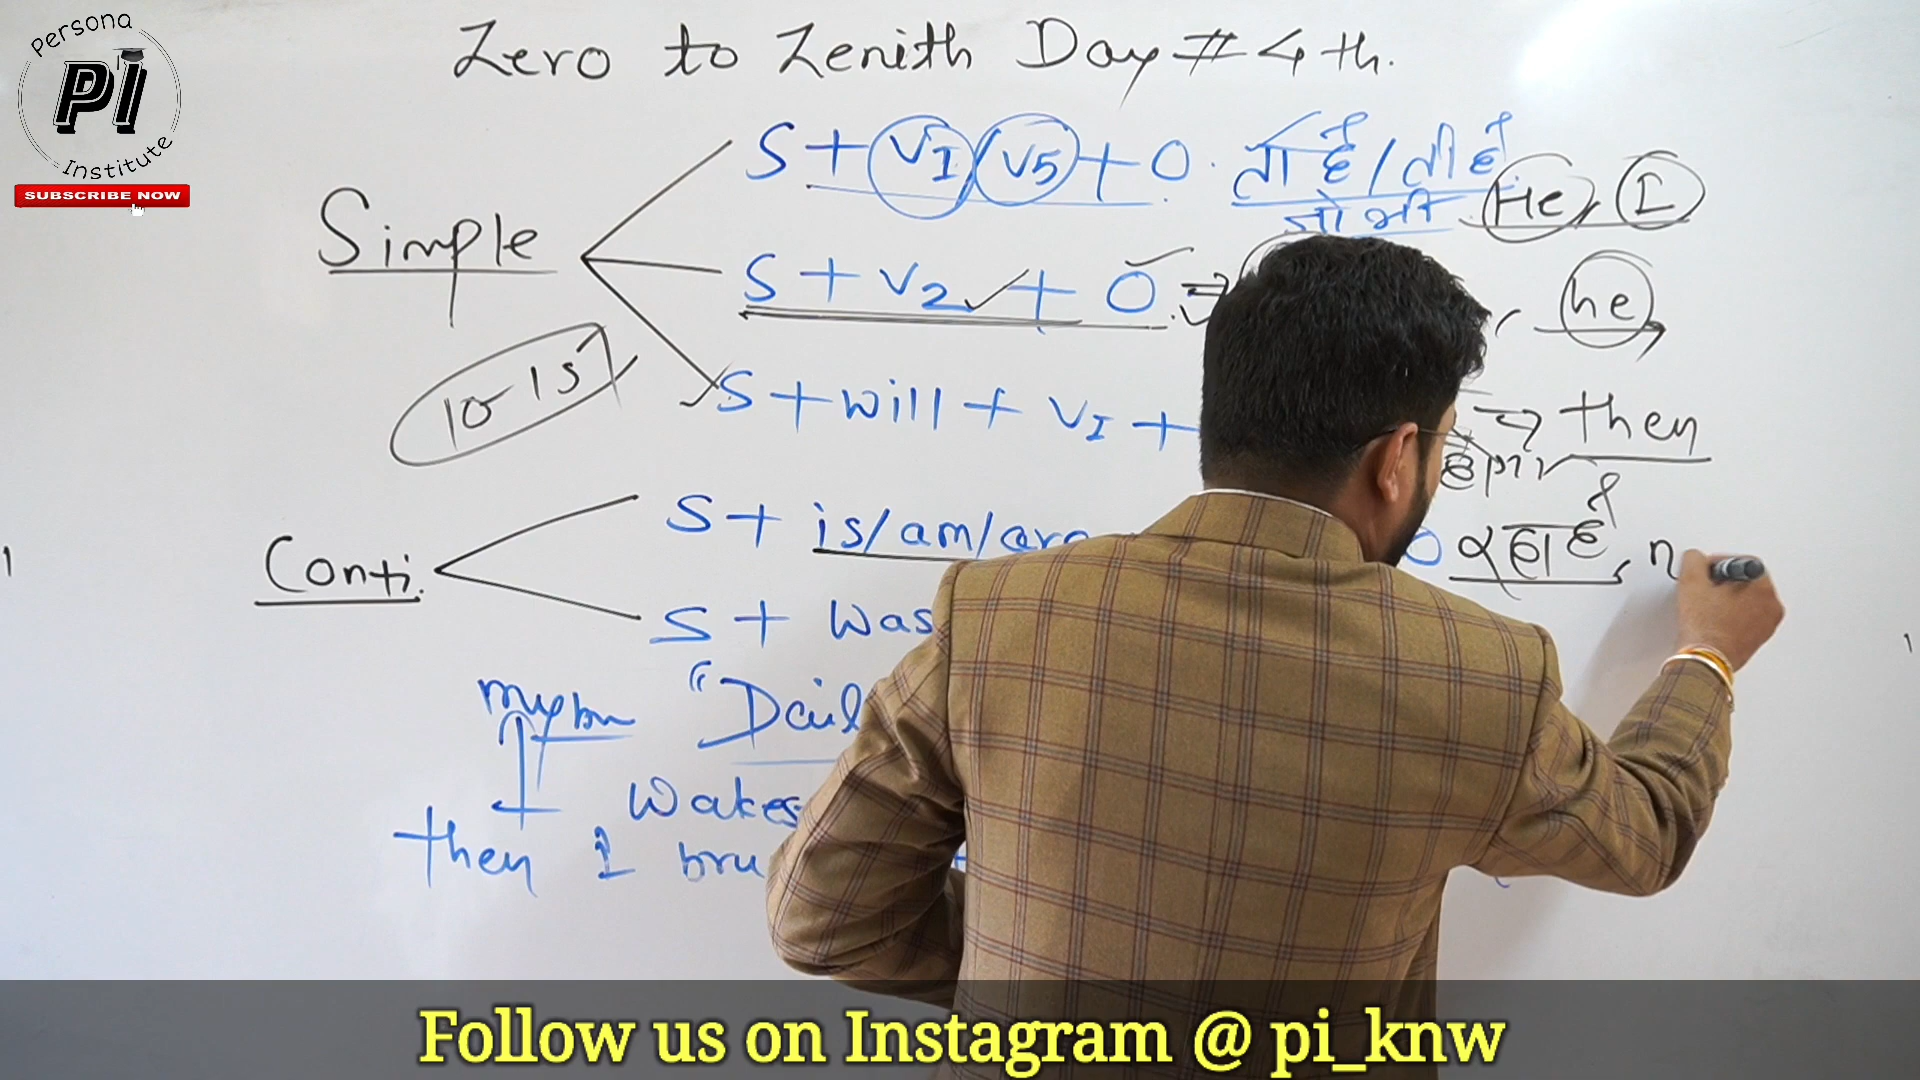 Persona
PI
Institute
SUBSCRIBE NOW
Zero to Zenith Day # 4th.
Simple
S + V1/V5 + O. ता है / ती है
जो भी He, I
S + V2 + O ⇒ , he,
10-15
S + will + V1 + ⇒ then
Conti.
S + is/am/are O रहा है, n
S + was
"Dail
wakes
then I bru
Follow us on Instagram @ pi_knw